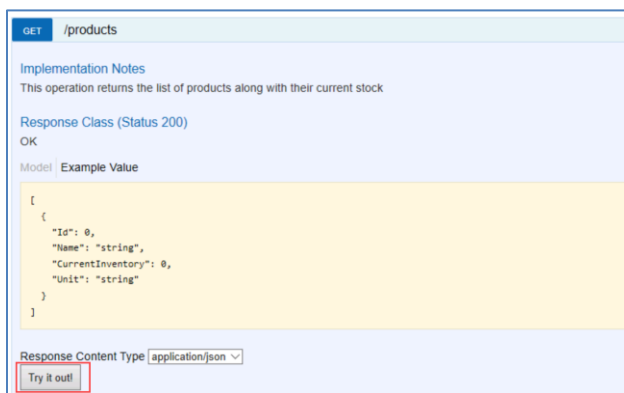 GET /products
Implementation Notes
This operation returns the list of products along with their current stock
Response Class (Status 200)
OK
Model Example Value
[
{
"Id": 0,
"Name": "string",
"CurrentInventory": 0,
"Unit": "string"
}
]
Response Content Type application/json
Try it out!